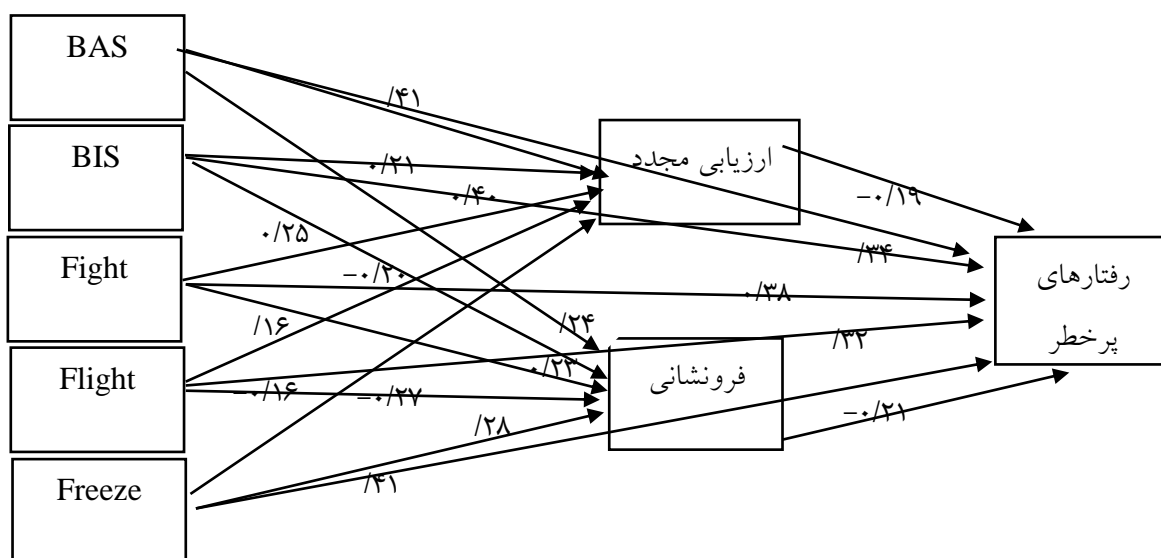 BAS
۰/۴۱
ارزیابی مجدد
BIS
۰/۲۱
۰/۴۰
-۰/۱۹
۰/۲۵
/۳۴
Fight
-۰/۲۰
۰/۳۸
رفتارهای
پرخطر
/۱۶
/۲۴
/۳۲
Flight
۰/۲۳
فرونشانی
-۰/۱۶
-۰/۲۷
-۰/۲۱
/۲۸
Freeze
/۴۱